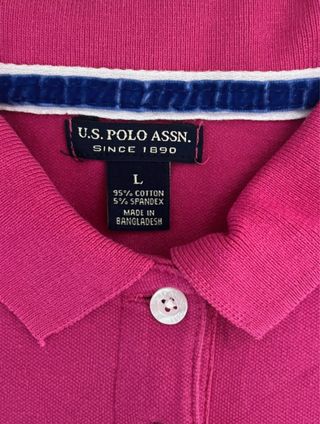 U.S. POLO ASSN.
SINCE 1890
L
95% COTTON
5% SPANDEX
MADE IN
BANGLADESH